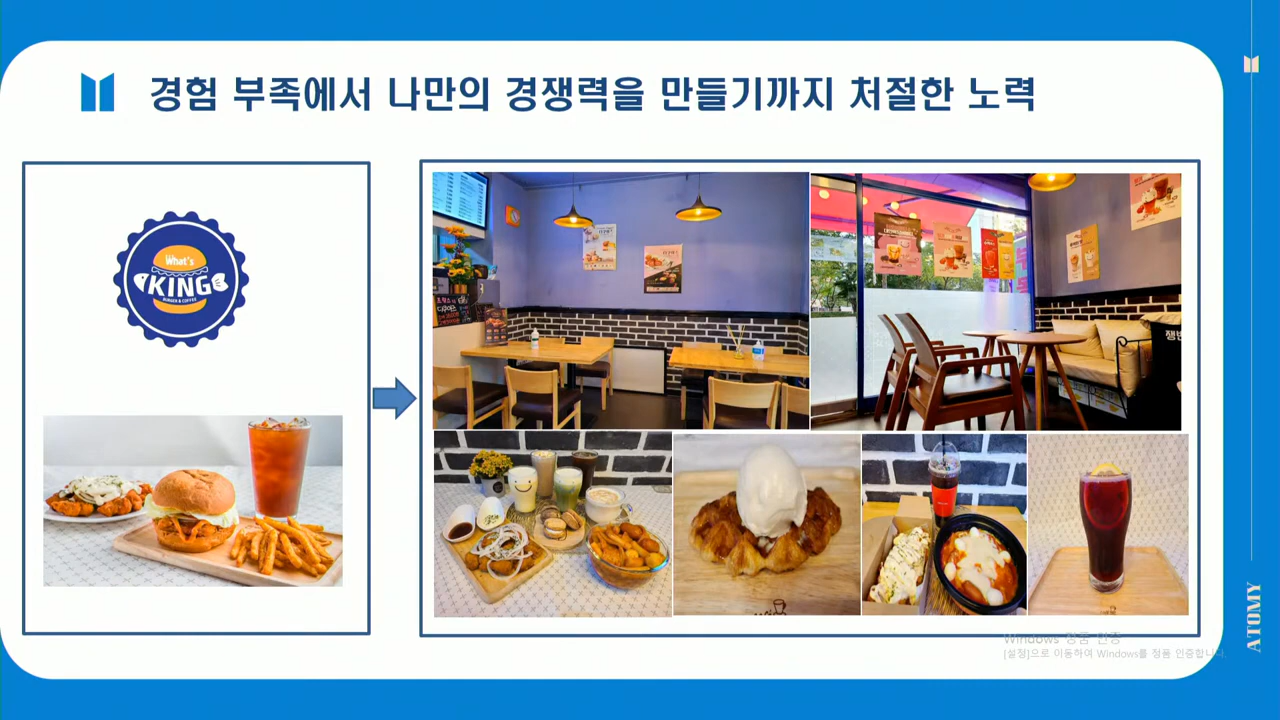 경험 부족에서 나만의 경쟁력을 만들기까지 처절한 노력
What's
KING
BURGER & COFFEE
ATOMY
Windows 정품 인증
[설정]으로 이동하여 Windows를 정품 인증합니다.